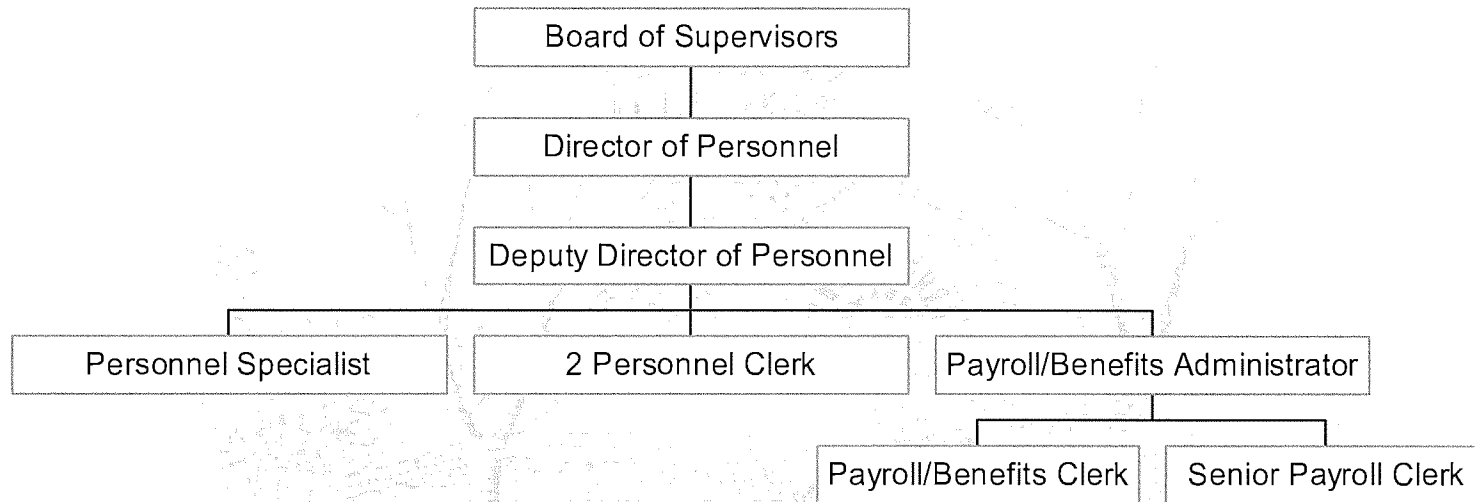 Board of Supervisors
Director of Personnel
Deputy Director of Personnel
Personnel Specialist
2 Personnel Clerk
Payroll/Benefits Administrator
Payroll/Benefits Clerk
Senior Payroll Clerk